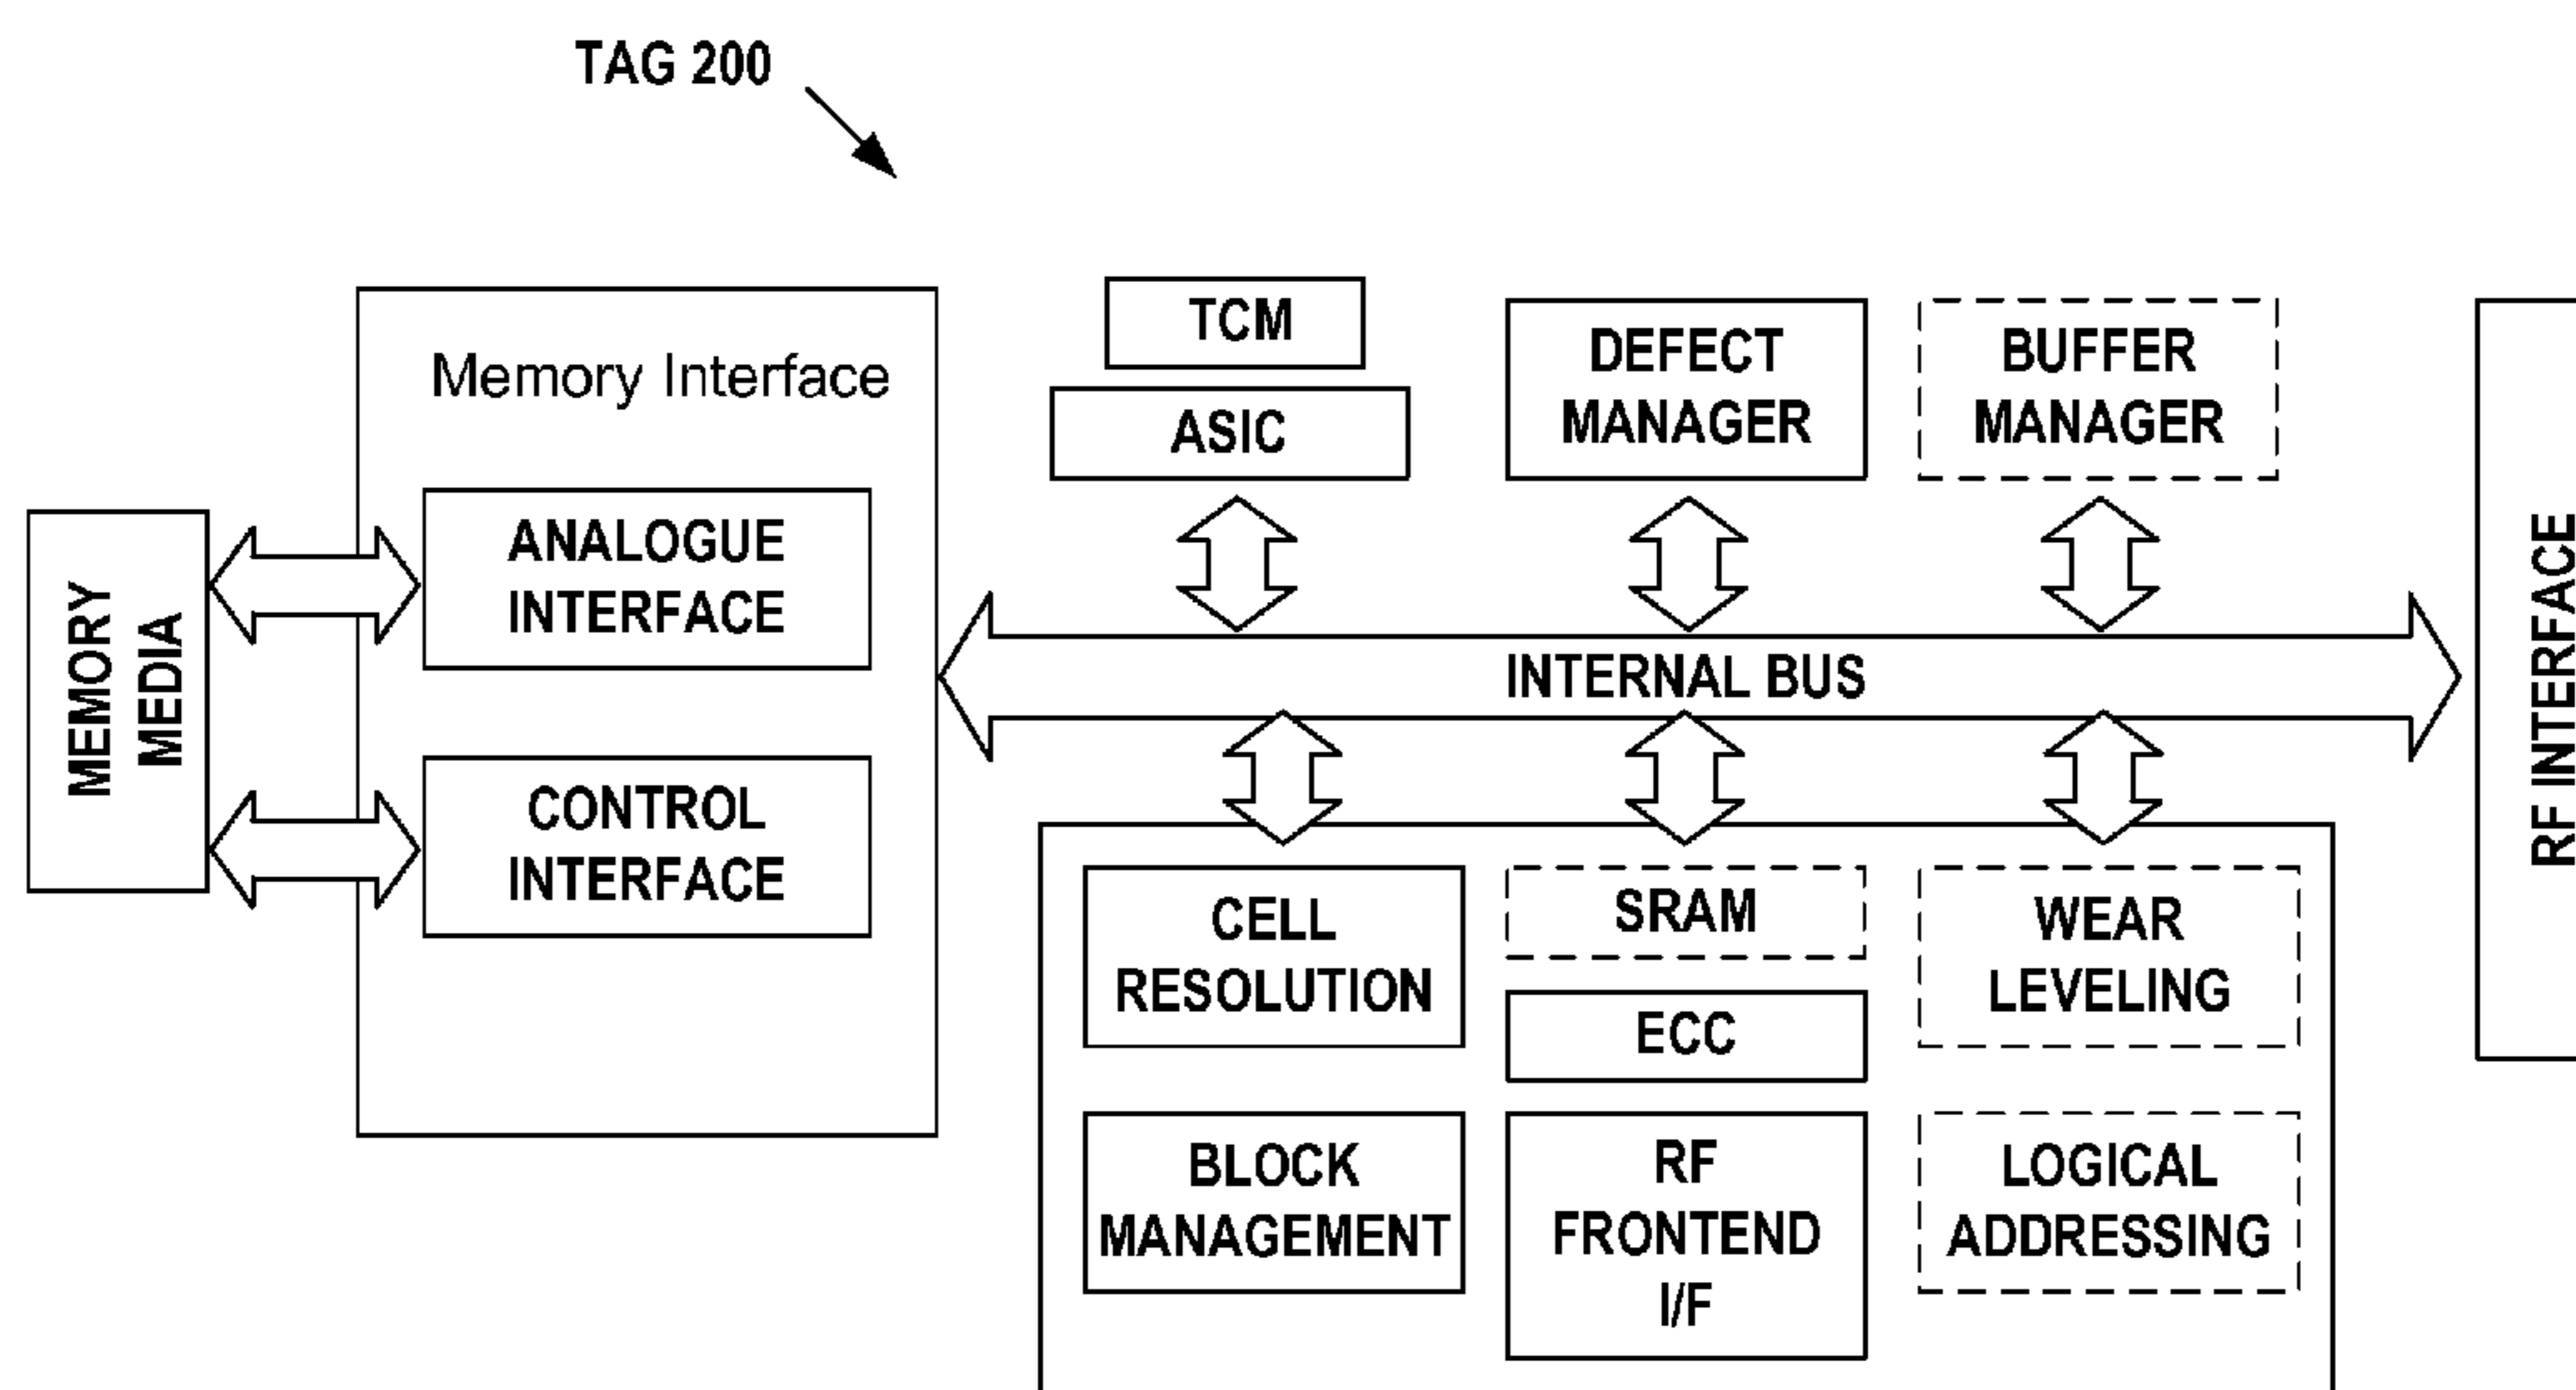 TAG 200
Memory Interface
TCM
ASIC
DEFECT
MANAGER
BUFFER
MANAGER
MEMORY
MEDIA
ANALOGUE
INTERFACE
CONTROL
INTERFACE
INTERNAL BUS
RF INTERFACE
CELL
RESOLUTION
SRAM
ECC
WEAR
LEVELING
BLOCK
MANAGEMENT
RF
FRONTEND
I/F
LOGICAL
ADDRESSING